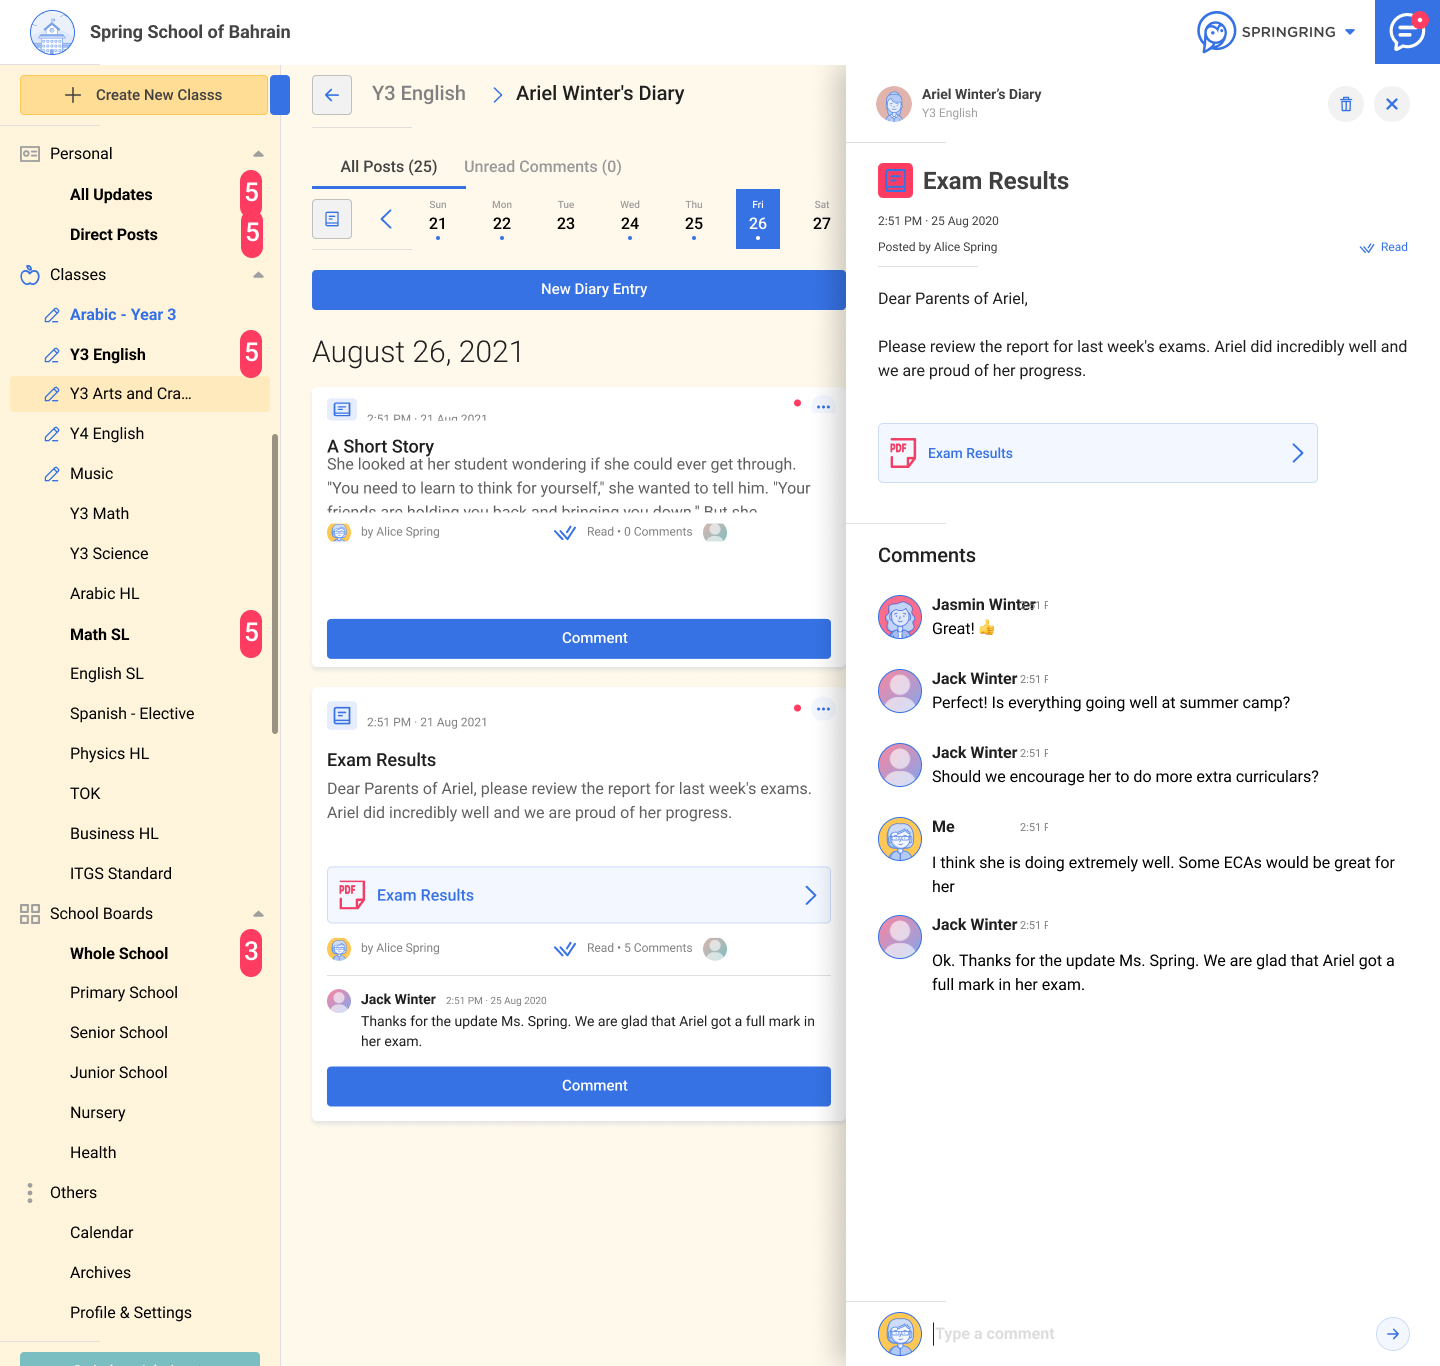 Spring School of Bahrain
SPRINGRING
Create New Classs
Personal
All Updates
5
Direct Posts
5
Classes
Arabic - Year 3
Y3 English
5
Y3 Arts and Cra...
Y4 English
Music
Y3 Math
Y3 Science
Arabic HL
Math SL
5
English SL
Spanish - Elective
Physics HL
TOK
Business HL
ITGS Standard
School Boards
Whole School
3
Primary School
Senior School
Junior School
Nursery
Health
Others
Calendar
Archives
Profile & Settings
Y3 English
Ariel Winter's Diary
All Posts (25)
Unread Comments (0)
Sun Mon Tue Wed Thu Fri Sat
21 22 23 24 25 26 27
New Diary Entry
August 26, 2021
2:51 PM · 21 Aug 2021
A Short Story
She looked at her student wondering if she could ever get through.
"You need to learn to think for yourself," she wanted to tell him. "Your
friends are holding you back and bringing you down." But she
by Alice Spring
Read • 0 Comments
Comment
2:51 PM · 21 Aug 2021
Exam Results
Dear Parents of Ariel, please review the report for last week's exams.
Ariel did incredibly well and we are proud of her progress.
PDF
Exam Results
by Alice Spring
Read • 5 Comments
Jack Winter 2:51 PM · 25 Aug 2020
Thanks for the update Ms. Spring. We are glad that Ariel got a full mark in
her exam.
Comment
Ariel Winter's Diary
Y3 English
Exam Results
2:51 PM · 25 Aug 2020
Posted by Alice Spring
Read
Dear Parents of Ariel,
Please review the report for last week's exams. Ariel did incredibly well and
we are proud of her progress.
PDF
Exam Results
Comments
Jasmin Winter
Great! 👍
Jack Winter 2:51
Perfect! Is everything going well at summer camp?
Jack Winter 2:51
Should we encourage her to do more extra curriculars?
Me 2:51
I think she is doing extremely well. Some ECAs would be great for
her
Jack Winter 2:51
Ok. Thanks for the update Ms. Spring. We are glad that Ariel got a
full mark in her exam.
Type a comment